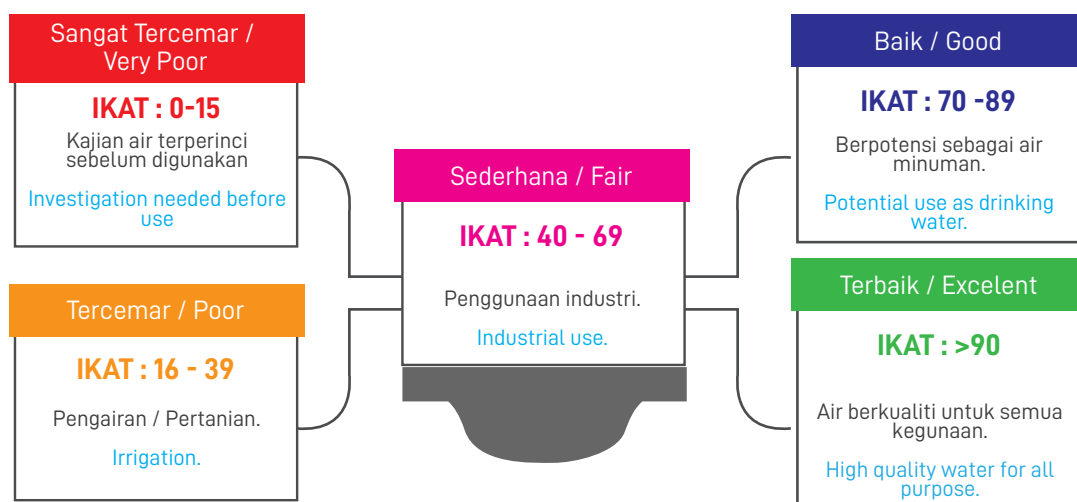 Sangat Tercemar /
Very Poor
IKAT : 0-15
Kajian air terperinci
sebelum digunakan
Investigation needed before
use
Tercemar / Poor
IKAT : 16 - 39
Pengairan / Pertanian.
Irrigation.
Sederhana / Fair
IKAT : 40 - 69
Penggunaan industri.
Industrial use.
Baik / Good
IKAT : 70 -89
Berpotensi sebagai air
minuman.
Potential use as drinking
water.
Terbaik / Excelent
IKAT : >90
Air berkualiti untuk semua
kegunaan.
High quality water for all
purpose.